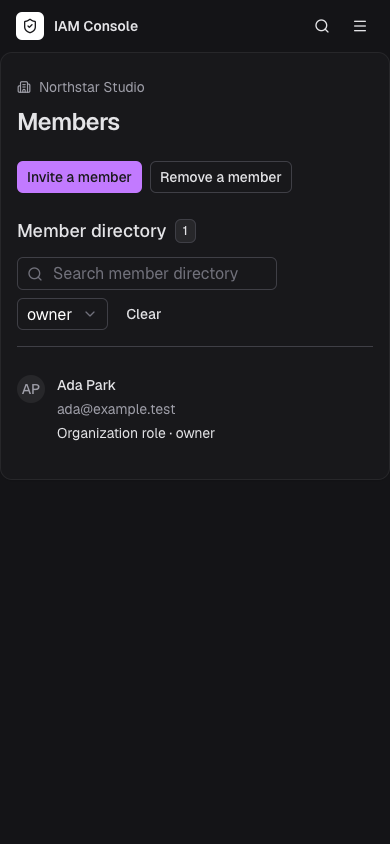 IAM Console
Northstar Studio
Members
Invite a member
Remove a member
Member directory 1
Search member directory
owner
Clear
AP
Ada Park
ada@example.test
Organization role · owner